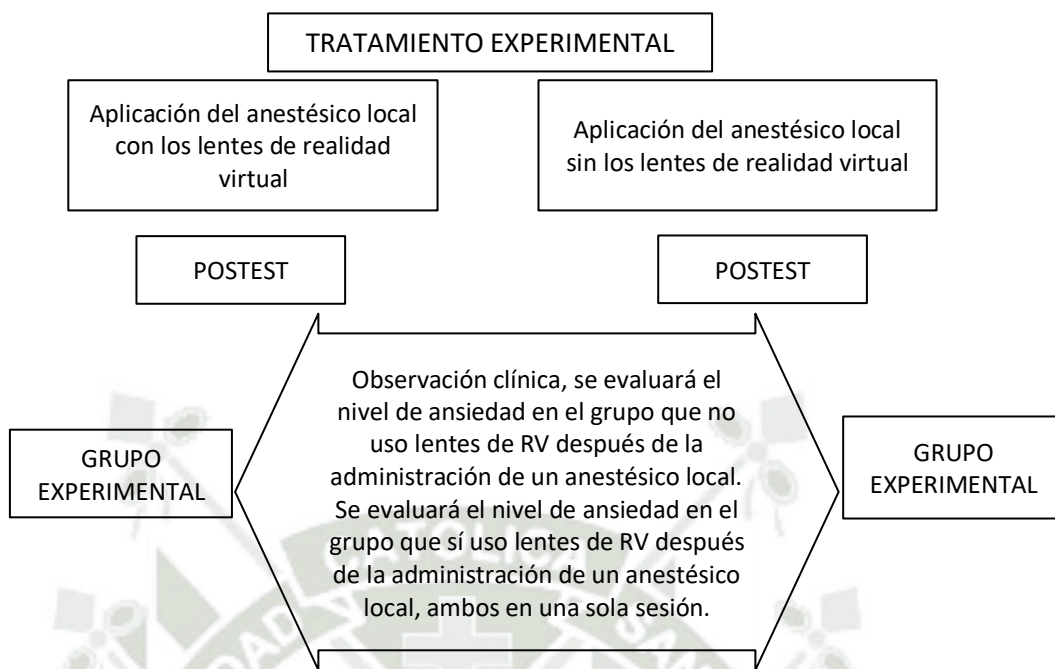 TRATAMIENTO EXPERIMENTAL
Aplicación del anestésico local
con los lentes de realidad
virtual
Aplicación del anestésico local
sin los lentes de realidad virtual
POSTEST
POSTEST
GRUPO
EXPERIMENTAL
Observación clínica, se evaluará el
nivel de ansiedad en el grupo que no
uso lentes de RV después de la
administración de un anestésico local.
Se evaluará el nivel de ansiedad en el
grupo que sí uso lentes de RV después
de la administración de un anestésico
local, ambos en una sola sesión.
GRUPO
EXPERIMENTAL
CATOLICA